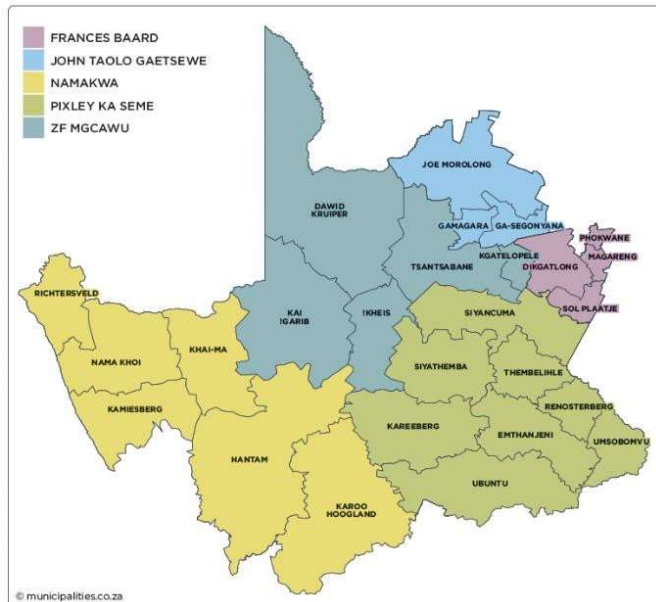 FRANCES BAARD
JOHN TAOLO GAETSEWE
NAMAKWA
PIXLEY KA SEME
ZF MGCAWU
JOE MOROLONG
DAWID
KRUIPER
GAMAGARA
GA-SEGONYANA
PHOKWANE
KGATELOPELE
MAGARENG
TSANTSABANE
DIKGATLONG
RICHTERSVELD
SOL PLAATJE
KAI
!GARIB
!KHEIS
SIYANCUMA
NAMA KHOI
KHAI-MA
SIYATHEMBA
THEMBELIHLE
KAMIESBERG
RENOSTERBERG
KAREEBERG
EMTHANJENI
UMSOBOMVU
HANTAM
UBUNTU
KAROO
HOOGLAND
© municipalities.co.za